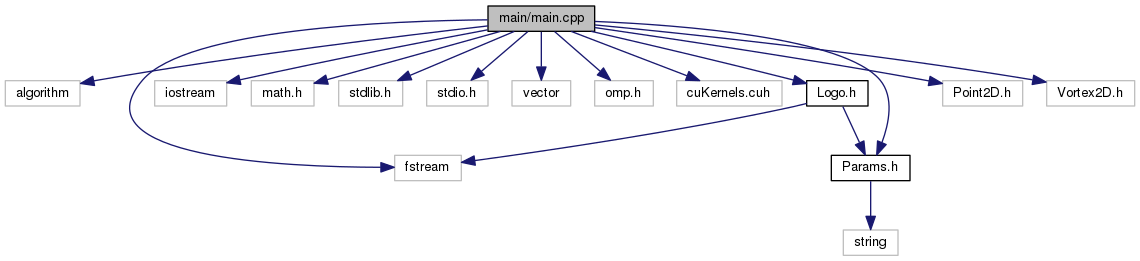 main/main.cpp
algorithm
iostream
math.h
stdlib.h
stdio.h
vector
omp.h
cuKernels.cuh
Logo.h
Point2D.h
Vortex2D.h
fstream
Params.h
string